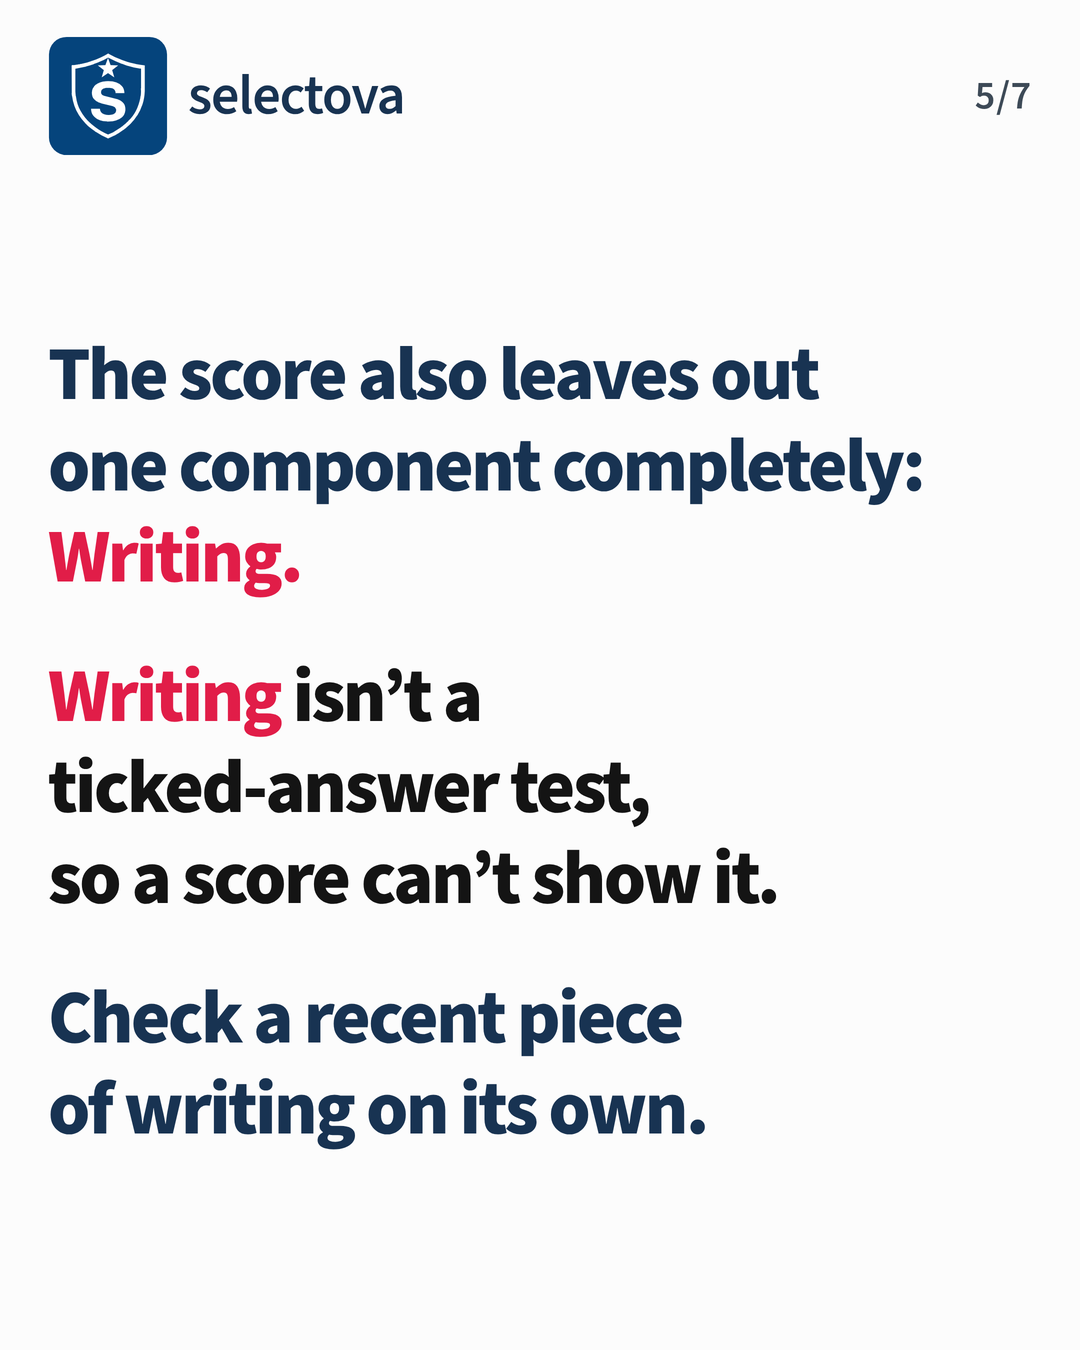 S
selectova
5/7
The score also leaves out
one component completely:
Writing.
Writing isn’t a
ticked-answer test,
so a score can’t show it.
Check a recent piece
of writing on its own.